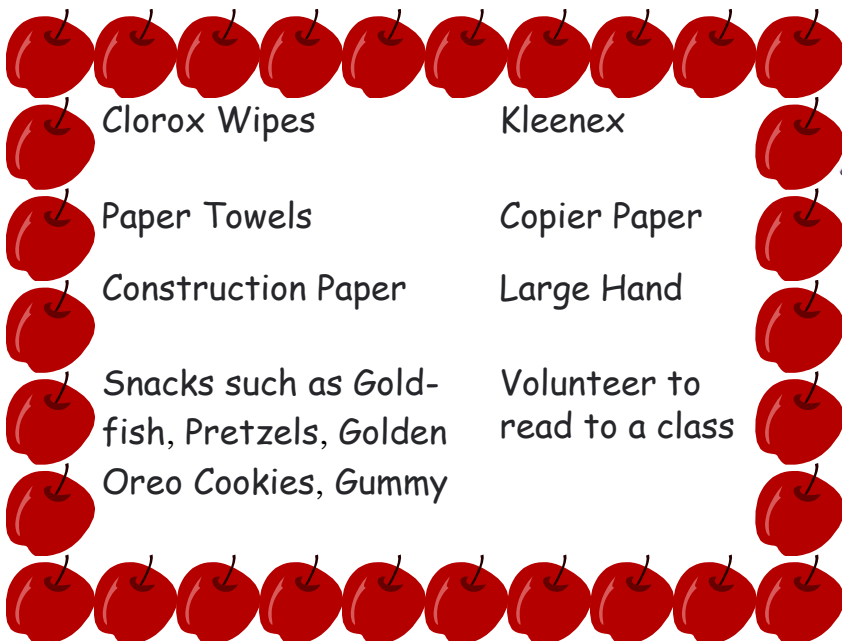 Clorox Wipes
Kleenex
Paper Towels
Copier Paper
Construction Paper
Large Hand
Snacks such as Gold-
fish, Pretzels, Golden
Oreo Cookies, Gummy
Volunteer to
read to a class